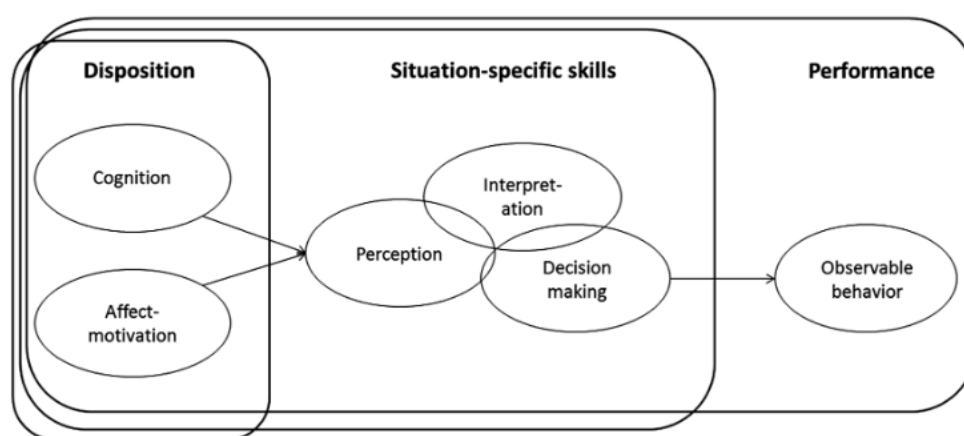 Disposition
Situation-specific skills
Performance
Cognition
Interpret-
ation
Perception
Decision
making
Observable
behavior
Affect-
motivation